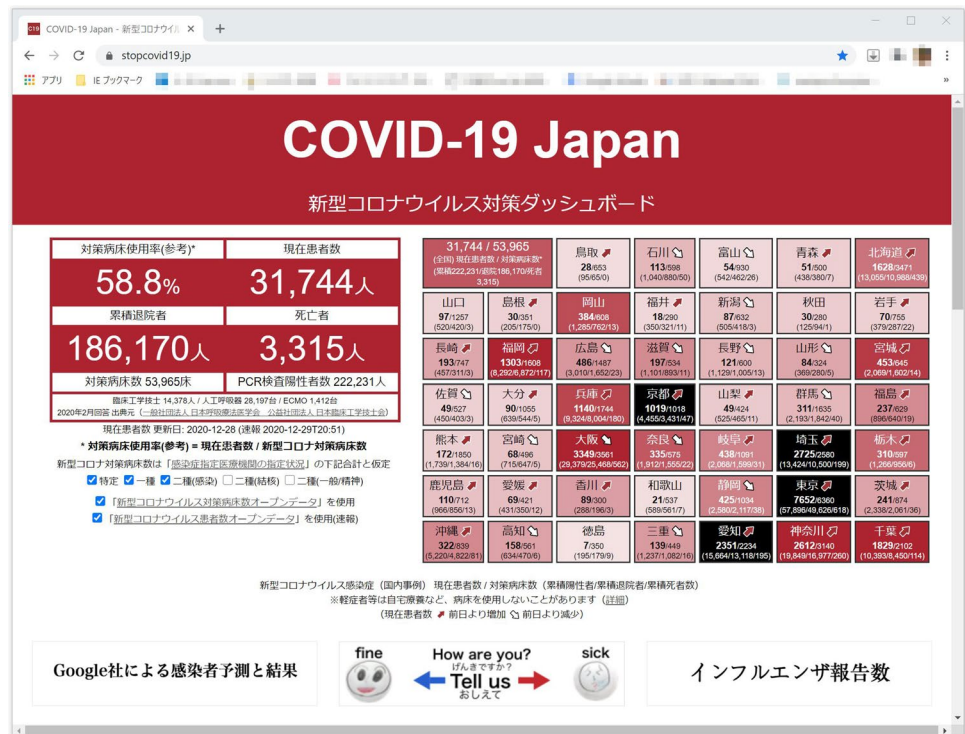 COVID-19 Japan - 新型コロナウイル
stopcovid19.jp
アプリ
IE ブックマーク
COVID-19 Japan
新型コロナウイルス対策ダッシュボード
対策病床使用率(参考)*
現在患者数
58.8%
31,744人
累積退院者
死亡者
186,170人
3,315人
対策病床数 53,965床
PCR検査陽性者数 222,231人
臨床工学技士 14,378人 / 人工呼吸器 28,197台 / ECMO 1,412台
2020年2月回答 出典元 (一般社団法人 日本呼吸療法医学会 公益社団法人 日本臨床工学技士会)
現在患者数 更新日: 2020-12-28 (速報 2020-12-29T20:51)
* 対策病床使用率(参考) = 現在患者数 / 新型コロナ対策病床数
新型コロナ対策病床数は「感染症指定医療機関の指定状況」の下記合計と仮定
特定 一種 二種(感染) 二種(結核) 二種(一般/精神)
「新型コロナウイルス対策病床数オープンデータ」を使用
「新型コロナウイルス患者数オープンデータ」を使用(速報)
31,744 / 53,965
(全国) 現在患者数 / 対策病床数*
(累積222,231/退院186,170/死者
3,315)
鳥取
28/653
(95/65/0)
石川
113/598
(1,040/880/50)
富山
54/930
(542/462/26)
青森
51/500
(438/380/7)
北海道
1628/3471
(13,055/10,988/439)
山口
97/1257
(520/420/3)
島根
30/351
(205/175/0)
岡山
384/608
(1,285/762/13)
福井
18/290
(350/321/11)
新潟
87/632
(505/418/3)
秋田
30/280
(125/94/1)
岩手
70/755
(379/287/22)
長崎
193/747
(457/311/3)
福岡
1303/1608
(8,292/6,872/117)
広島
486/1487
(3,010/1,652/23)
滋賀
197/534
(1,101/893/11)
長野
121/600
(1,129/1,005/13)
山形
84/324
(369/280/5)
宮城
453/645
(2,069/1,602/14)
佐賀
49/527
(450/403/3)
大分
90/1055
(639/544/5)
兵庫
1140/1744
(9,324/8,004/180)
京都
1019/1018
(4,455/3,431/47)
山梨
49/424
(525/465/11)
群馬
311/1635
(2,193/1,842/40)
福島
237/629
(896/640/19)
熊本
172/1850
(1,739/1,384/16)
宮崎
68/496
(715/647/5)
大阪
3349/3561
(29,379/25,468/562)
奈良
335/575
(1,912/1,555/22)
岐阜
438/1091
(2,068/1,599/31)
埼玉
2725/2580
(13,424/10,500/199)
栃木
310/597
(1,266/956/6)
鹿児島
110/712
(966/856/13)
愛媛
69/421
(431/350/12)
香川
89/300
(288/196/3)
和歌山
21/537
(589/561/7)
静岡
425/1034
(2,580/2,117/38)
東京
7652/6360
(57,896/49,626/618)
茨城
241/874
(2,338/2,061/36)
沖縄
322/839
(5,220/4,822/81)
高知
158/561
(634/470/6)
徳島
7/350
(195/179/9)
三重
139/449
(1,237/1,082/16)
愛知
2351/2234
(15,664/13,118/195)
神奈川
2612/3140
(19,849/16,977/260)
千葉
1829/2102
(10,393/8,450/114)
新型コロナウイルス感染症(国内事例) 現在患者数 / 対策病床数(累積陽性者/累積退院者/累積死者数)
※軽症者等は自宅療養など、病床を使用しないことがあります(詳細)
(現在患者数 前日より増加 前日より減少)
Google社による感染者予測と結果
fine
How are you?
げんきですか?
Tell us
おしえて
sick
インフルエンザ報告数